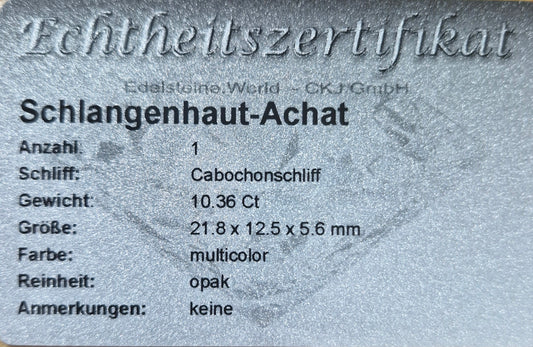 Echtheitszertifikat
Edelsteine.World - CKJ GmbH
Schlangenhaut-Achat
Anzahl: 1
Schliff: Cabochonschliff
Gewicht: 10.36 Ct
Größe: 21.8 x 12.5 x 5.6 mm
Farbe: multicolor
Reinheit: opak
Anmerkungen: keine